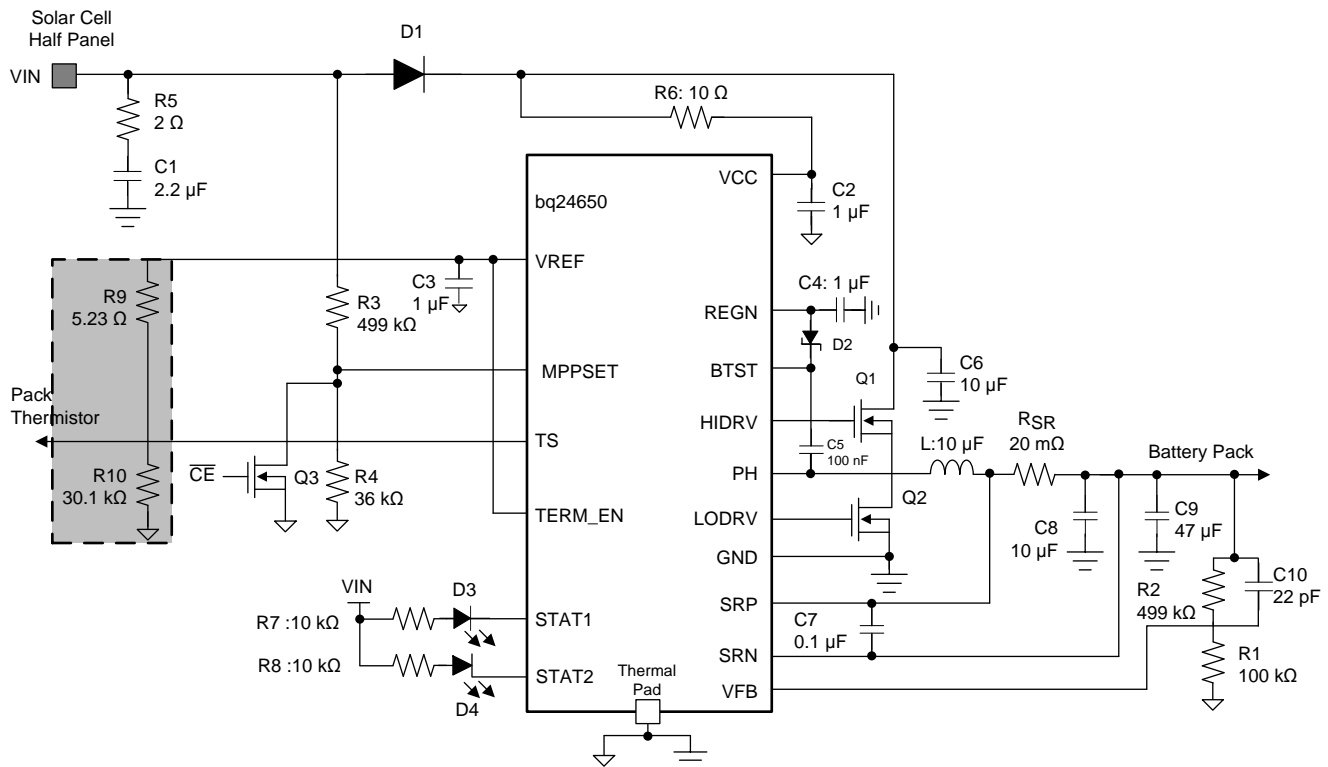 Solar Cell
Half Panel
VIN
D1
R5
2 Ω
C1
2.2 µF
R6: 10 Ω
VCC
C2
1 µF
bq24650
VREF
C3
1 µF
R3
499 kΩ
R9
5.23 Ω
C4: 1 µF
REGN
D2
BTST
MPPSET
C6
10 µF
Q1
Pack
Thermistor
HIDRV
TS
C5
100 nF
RSR
20 mΩ
L:10 µF
Battery Pack
PH
R10
30.1 kΩ
CE
Q3
R4
36 kΩ
Q2
TERM_EN
LODRV
C8
10 µF
C9
47 µF
GND
VIN
R7 :10 kΩ
D3
STAT1
SRP
C7
0.1 µF
R2
499 kΩ
C10
22 pF
R8 :10 kΩ
D4
STAT2
SRN
Thermal
Pad
VFB
R1
100 kΩ